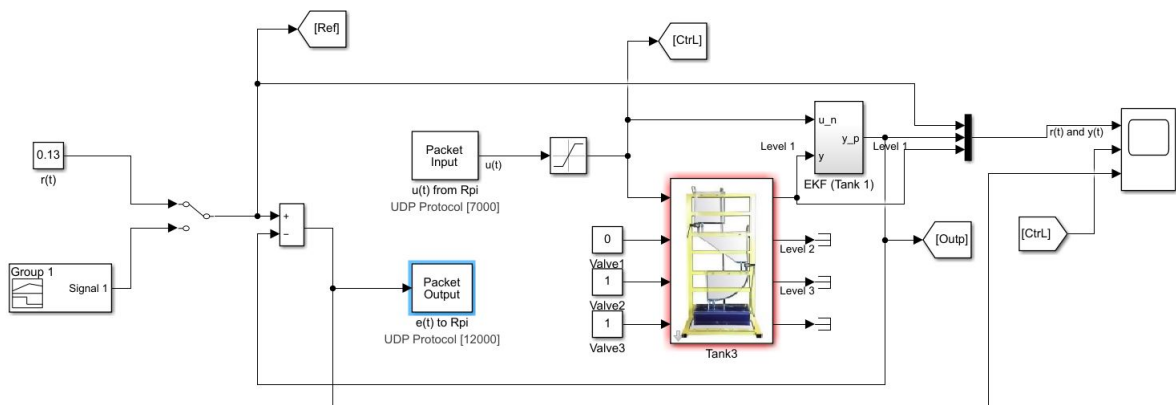 [Ref]
[CtrL]
0.13
r(t)
Packet
Input
u(t)
u(t) from Rpi
UDP Protocol [7000]
u_n
y_p
y
Level 1
Level 1
EKF (Tank 1)
r(t) and y(t)
+
−
Group 1
Signal 1
Packet
Output
e(t) to Rpi
UDP Protocol [12000]
0
Valve1
1
Valve2
1
Valve3
Level 2
Level 3
Tank3
[Outp]
[CtrL]